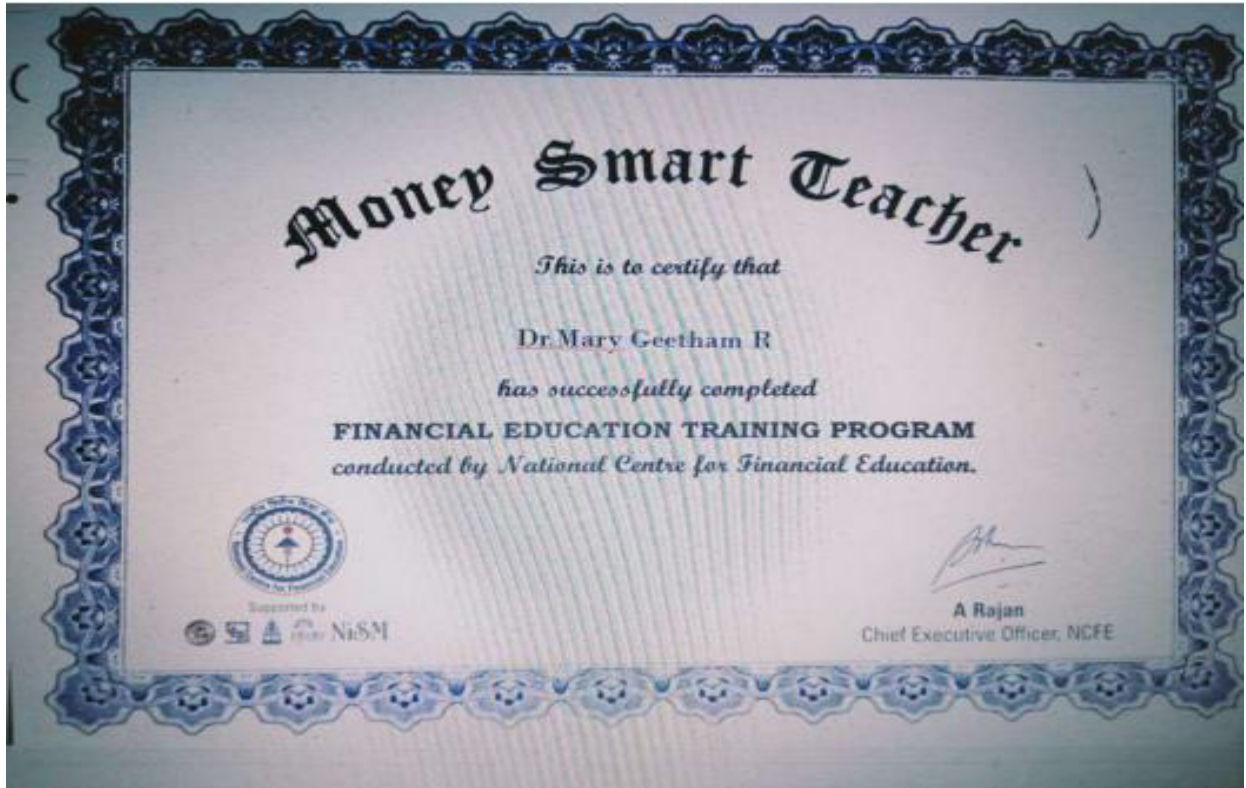 Money Smart Teacher
This is to certify that
Dr.Mary Geetham R
has successfully completed
FINANCIAL EDUCATION TRAINING PROGRAM
conducted by National Centre for Financial Education.
Supported by
NiSM
A Rajan
Chief Executive Officer, NCFE